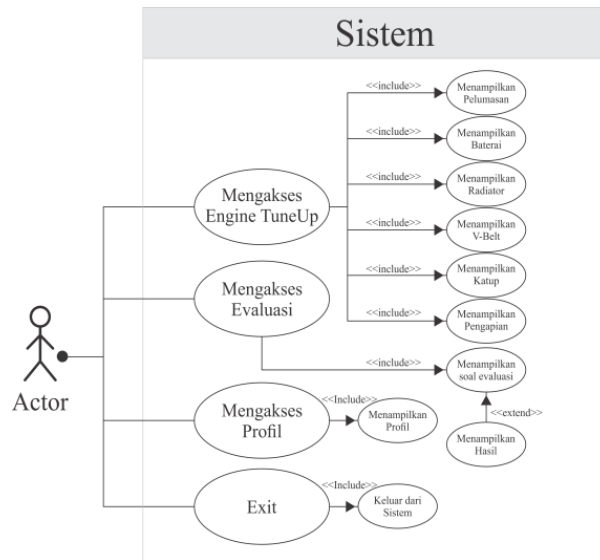 Sistem
<<include>>
Menampilkan
Pelumasan
<<include>>
Menampilkan
Baterai
<<include>>
Menampilkan
Radiator
Mengakses
Engine TuneUp
<<include>>
Menampilkan
V-Belt
<<include>>
Menampilkan
Katup
<<include>>
Menampilkan
Pengapian
Mengakses
Evaluasi
<<include>>
Menampilkan
soal evaluasi
Actor
Mengakses
Profil
<<Include>>
Menampilkan
Profil
<<extend>>
Menampilkan
Hasil
Exit
<<Include>>
Keluar dari
Sistem